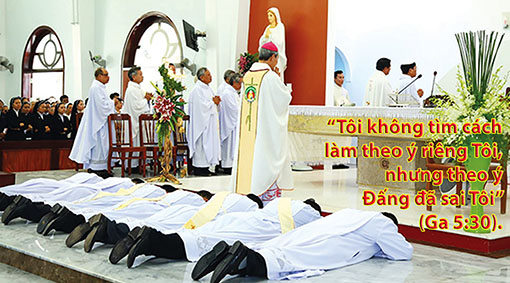 “Tôi không tìm cách
làm theo ý riêng Tôi,
nhưng theo ý
Đấng đã sai Tôi”
(Ga 5:30).